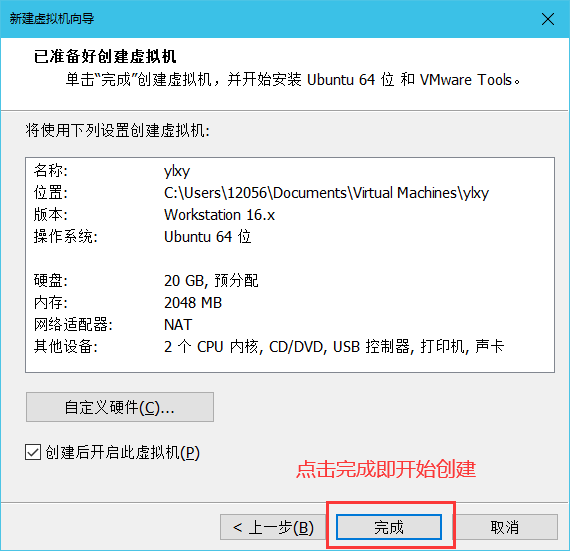 新建虚拟机向导
已准备好创建虚拟机
单击“完成”创建虚拟机，并开始安装 Ubuntu 64 位 和 VMware Tools。
将使用下列设置创建虚拟机:
名称: ylxy
位置: C:\Users\12056\Documents\Virtual Machines\ylxy
版本: Workstation 16.x
操作系统: Ubuntu 64 位
硬盘: 20 GB, 预分配
内存: 2048 MB
网络适配器: NAT
其他设备: 2 个 CPU 内核, CD/DVD, USB 控制器, 打印机, 声卡
自定义硬件(C)...
创建后开启此虚拟机(P)
点击完成即开始创建
< 上一步(B) 完成 取消